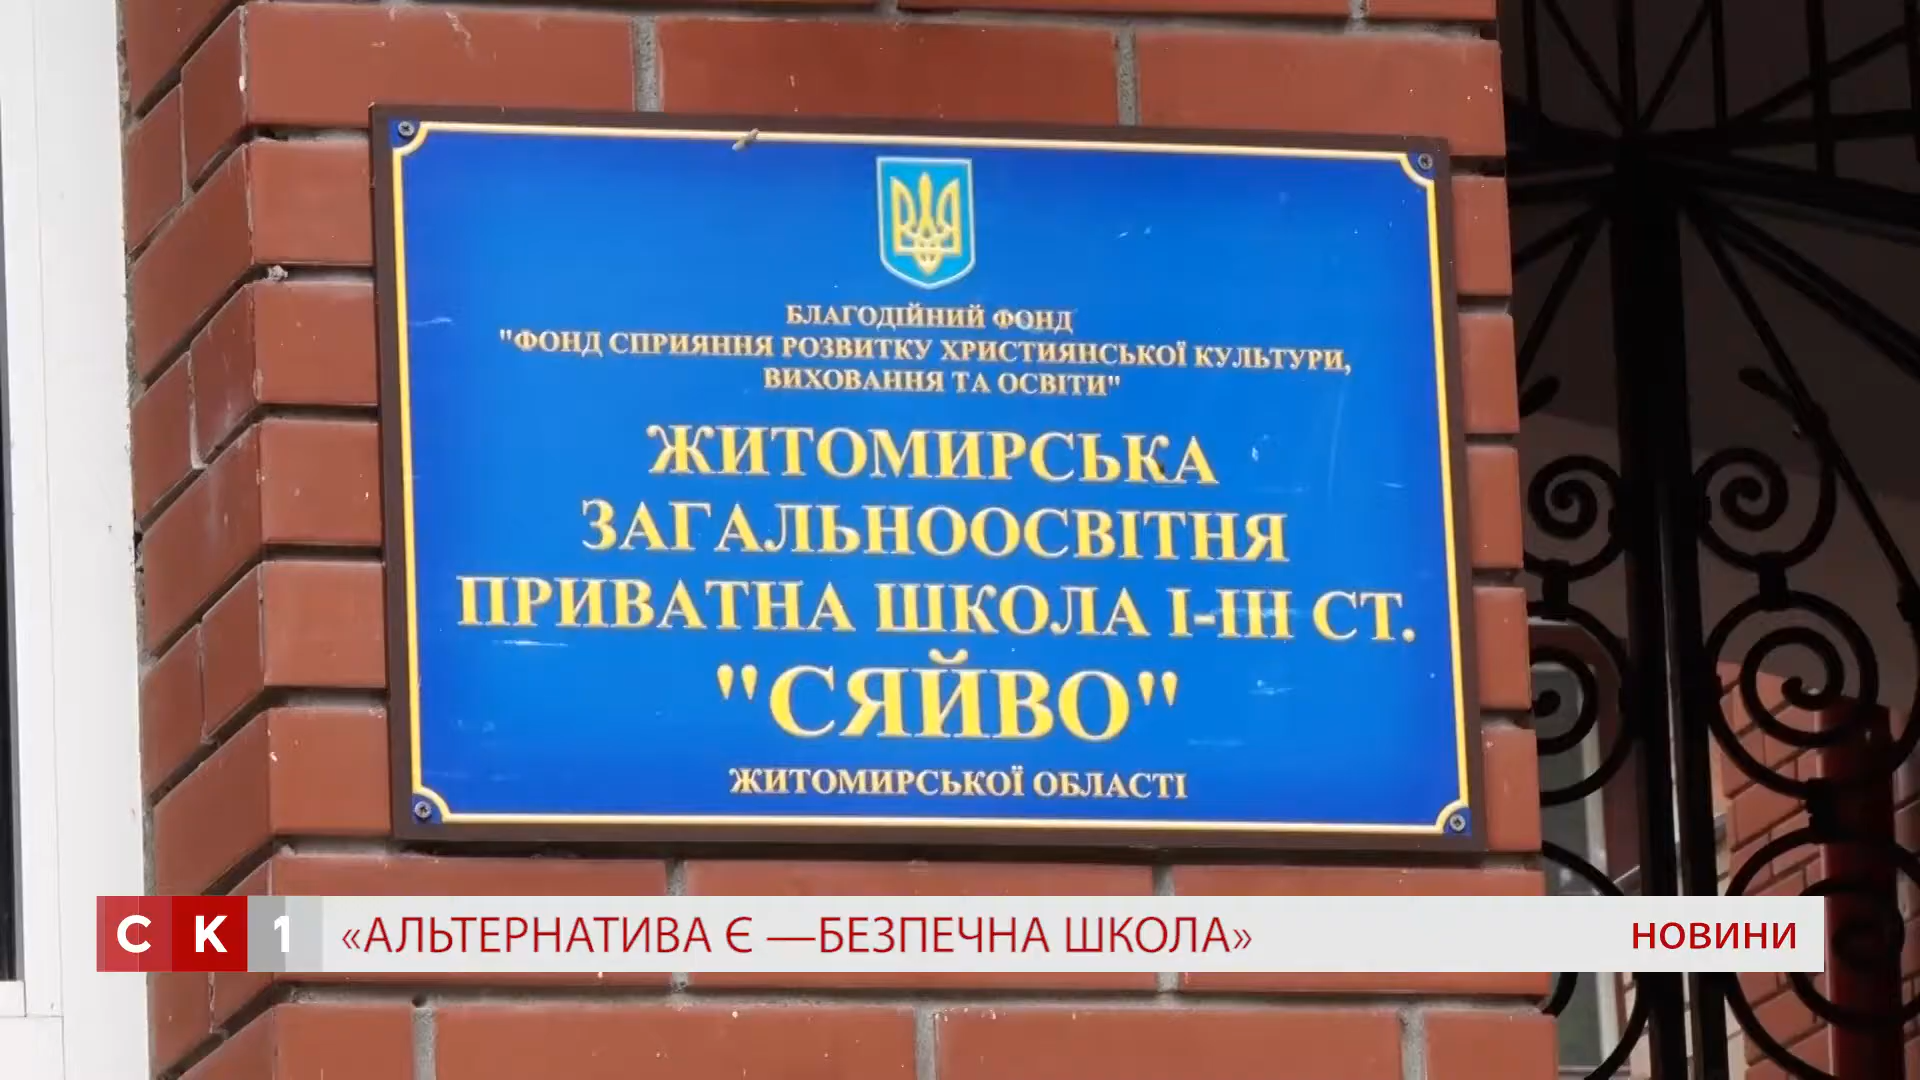 БЛАГОДІЙНИЙ ФОНД
"ФОНД СПРИЯННЯ РОЗВИТКУ ХРИСТИЯНСЬКОЇ КУЛЬТУРИ,
ВИХОВАННЯ ТА ОСВІТИ"
ЖИТОМИРСЬКА
ЗАГАЛЬНООСВІТНЯ
ПРИВАТНА ШКОЛА І-ІІІ СТ.
"СЯЙВО"
ЖИТОМИРСЬКОЇ ОБЛАСТІ
СК1 «АЛЬТЕРНАТИВА Є —БЕЗПЕЧНА ШКОЛА» НОВИНИ